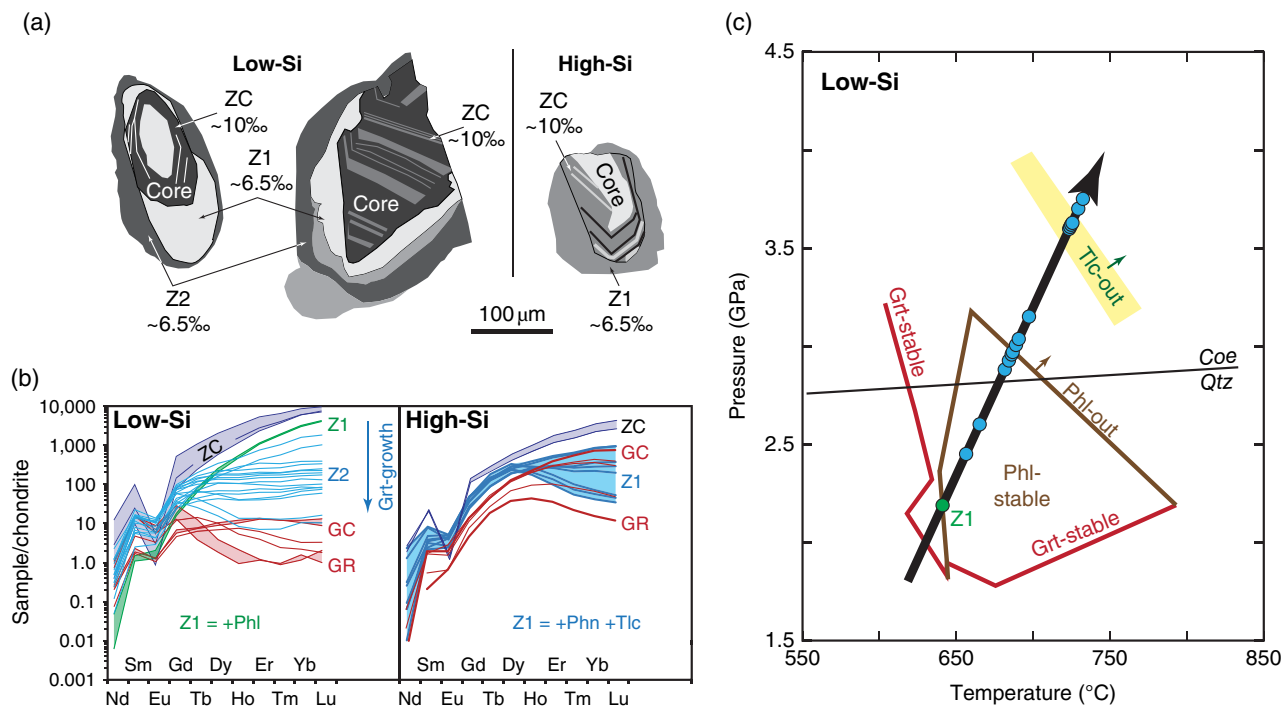 (a)
Low-Si
High-Si
ZC
~10‰
ZC
~10‰
ZC
~10‰
Z1
~6.5‰
Core
Core
Core
Z2
~6.5‰
Z1
~6.5‰
100 μm
(b)
Sample/chondrite
10,000
1,000
100
10
1.0
0.1
0.01
0.001
Low-Si
ZC
Z1
Z2
Grt-growth
GC
GR
Z1 = +Phl
High-Si
ZC
GC
Z1
GR
Z1 = +Phn +Tlc
Sm Gd Dy Er Yb
Nd Eu Tb Ho Tm Lu
Sm Gd Dy Er Yb
Nd Eu Tb Ho Tm Lu
(c)
Low-Si
Pressure (GPa)
4.5
3.5
2.5
1.5
Tlc-out
Grt-stable
Coe
Qtz
Phl-out
Phl-
stable
Z1
Grt-stable
550 650 750 850
Temperature (°C)